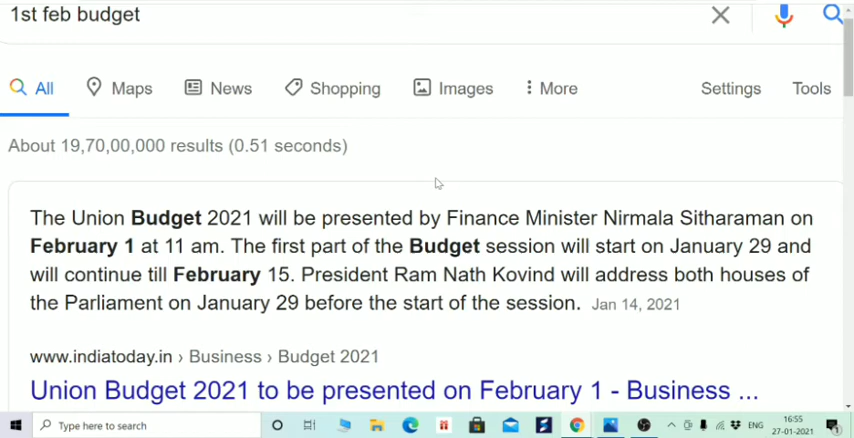 1st feb budget
All Maps News Shopping Images More Settings Tools
About 19,70,00,000 results (0.51 seconds)
The Union Budget 2021 will be presented by Finance Minister Nirmala Sitharaman on
February 1 at 11 am. The first part of the Budget session will start on January 29 and
will continue till February 15. President Ram Nath Kovind will address both houses of
the Parliament on January 29 before the start of the session. Jan 14, 2021
www.indiatoday.in › Business › Budget 2021
Union Budget 2021 to be presented on February 1 - Business ...
Type here to search ENG 16:55
27-01-2021